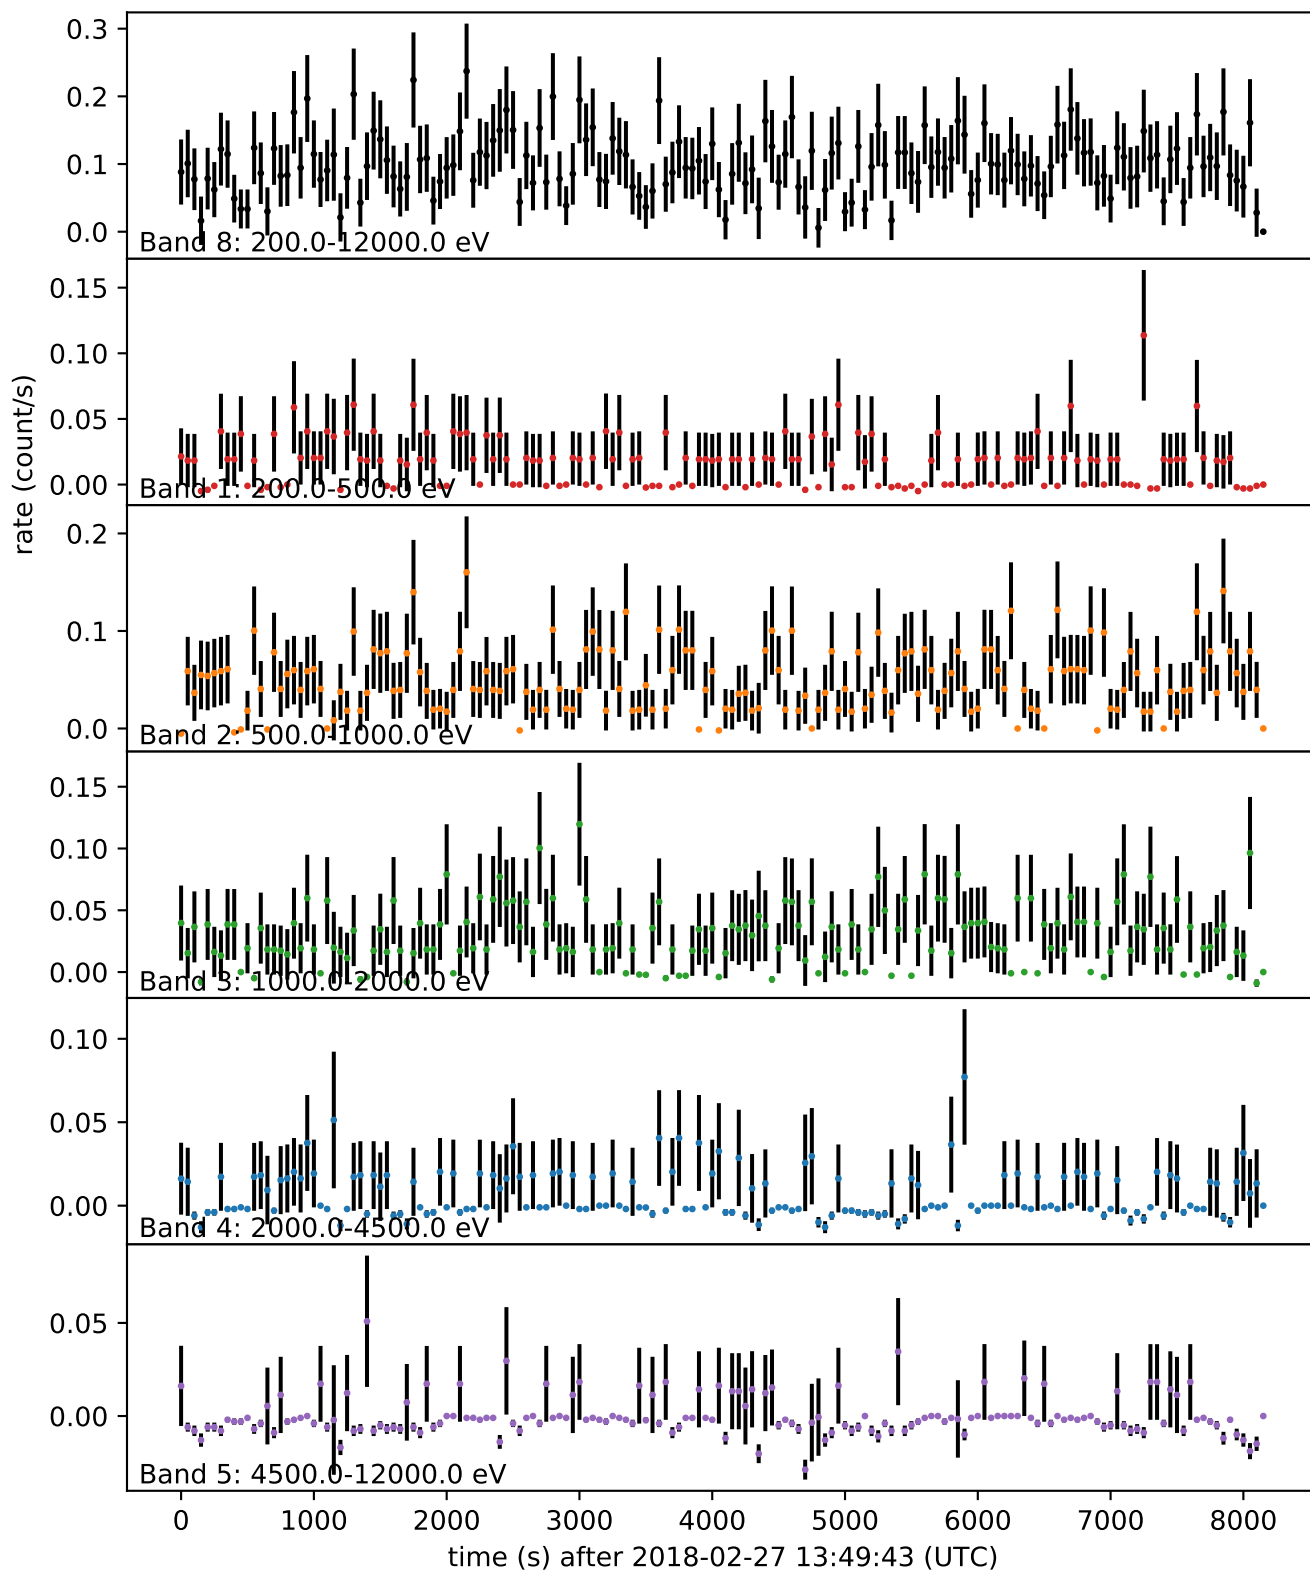 0.3
0.2
0.1
0.0
Band 8: 200.0-12000.0 eV
0.15
0.10
0.05
0.00
Band 1: 200.0-500.0 eV
rate (count/s)
0.2
0.1
0.0
Band 2: 500.0-1000.0 eV
0.15
0.10
0.05
0.00
Band 3: 1000.0-2000.0 eV
0.10
0.05
0.00
Band 4: 2000.0-4500.0 eV
0.05
0.00
Band 5: 4500.0-12000.0 eV
0 1000 2000 3000 4000 5000 6000 7000 8000
time (s) after 2018-02-27 13:49:43 (UTC)